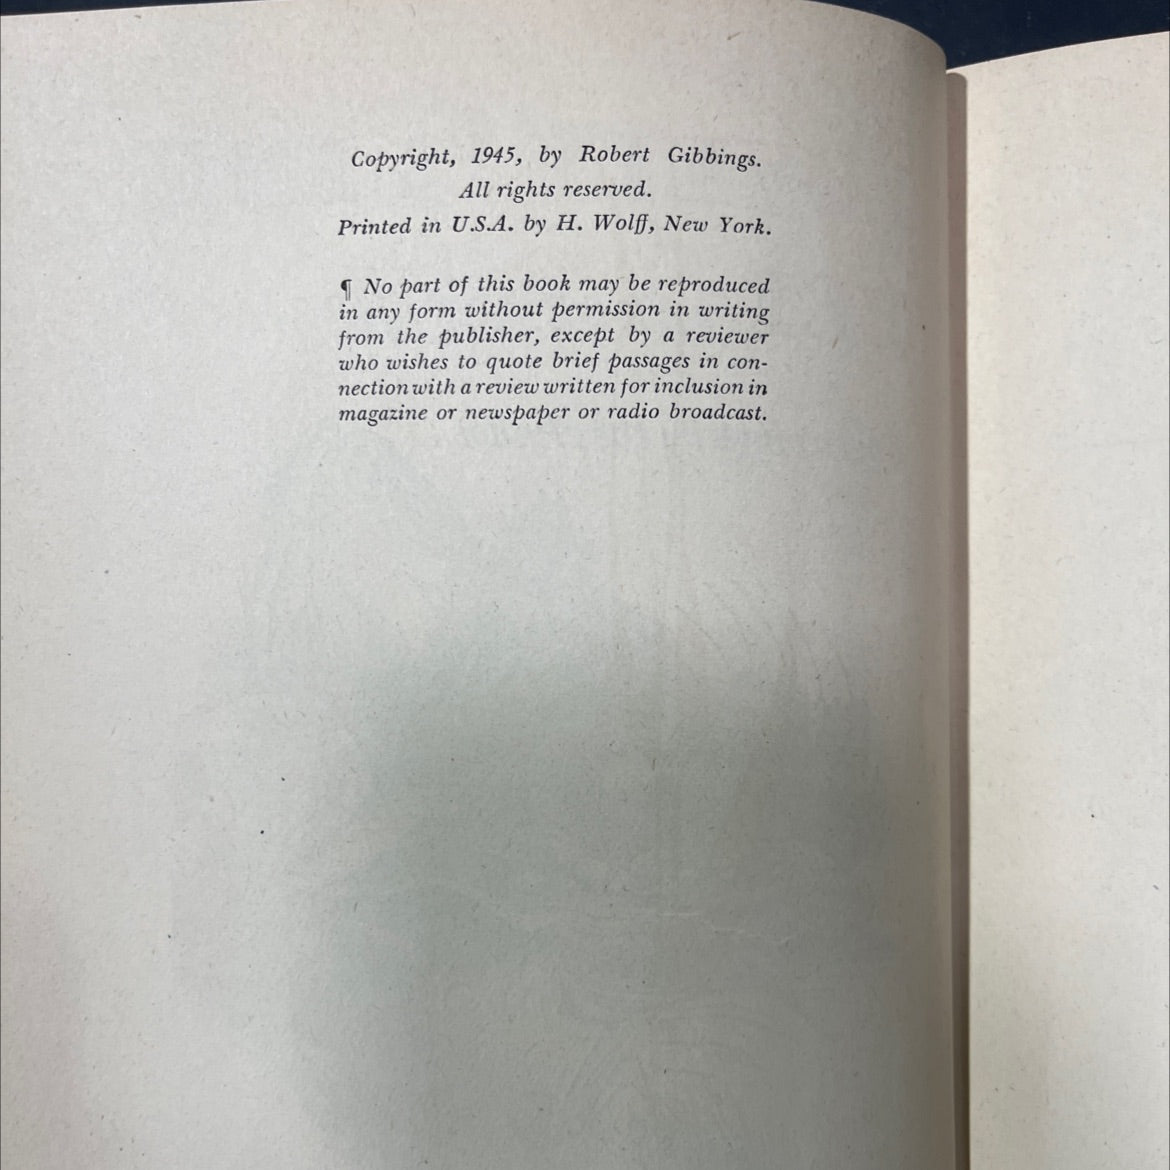 Copyright, 1945, by Robert Gibbings.
All rights reserved.
Printed in U.S.A. by H. Wolff, New York.
¶ No part of this book may be reproduced
in any form without permission in writing
from the publisher, except by a reviewer
who wishes to quote brief passages in con-
nection with a review written for inclusion in
magazine or newspaper or radio broadcast.